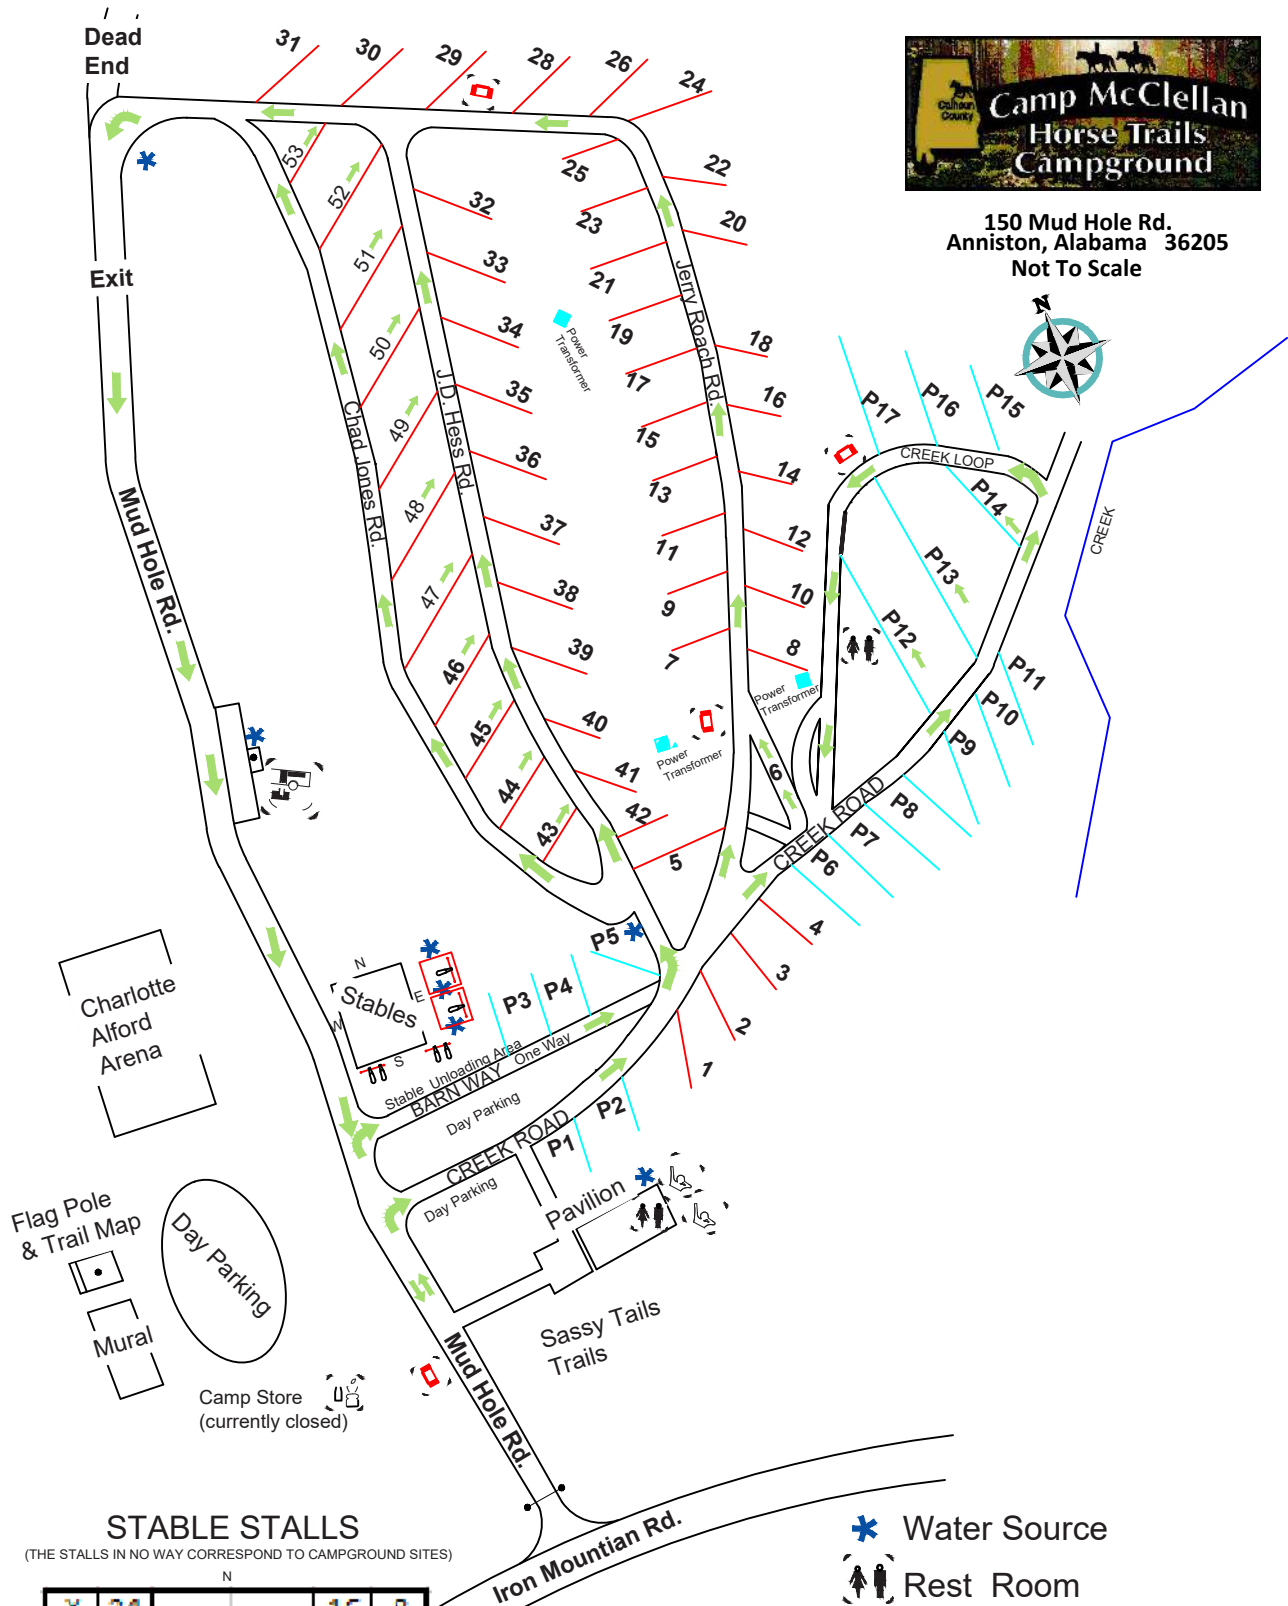 Dead
End
31
30
29
28
26
24
Calhoun
County
Camp McClellan
Horse Trails
Campground
150 Mud Hole Rd.
Anniston, Alabama 36205
Not To Scale
N
53
52
51
50
49
48
47
46
45
44
43
32
33
34
35
36
37
38
39
40
41
42
25
23
21
19
17
15
13
11
9
7
5
22
20
18
16
14
12
10
8
6
Exit
Mud Hole Rd.
Chad Jones Rd.
J.D. Hess Rd.
Jerry Roach Rd.
Power
Transformer
Power
Transformer
Power
Transformer
P17
P16
P15
CREEK LOOP
P14
P13
P12
P11
P10
P9
P8
P7
P6
CREEK
CREEK ROAD
4
3
2
1
P5
P4
P3
P2
P1
Charlotte
Alford
Arena
N
E
W
S
Stables
Stable Unloading Area
BARN WAY One Way
Day Parking
CREEK ROAD
Day Parking
Pavilion
Flag Pole
& Trail Map
Day Parking
Mural
Sassy Tails
Trails
Camp Store
(currently closed)
Mud Hole Rd.
Iron Mountian Rd.
STABLE STALLS
(THE STALLS IN NO WAY CORRESPOND TO CAMPGROUND SITES)
N
Water Source
Rest Room